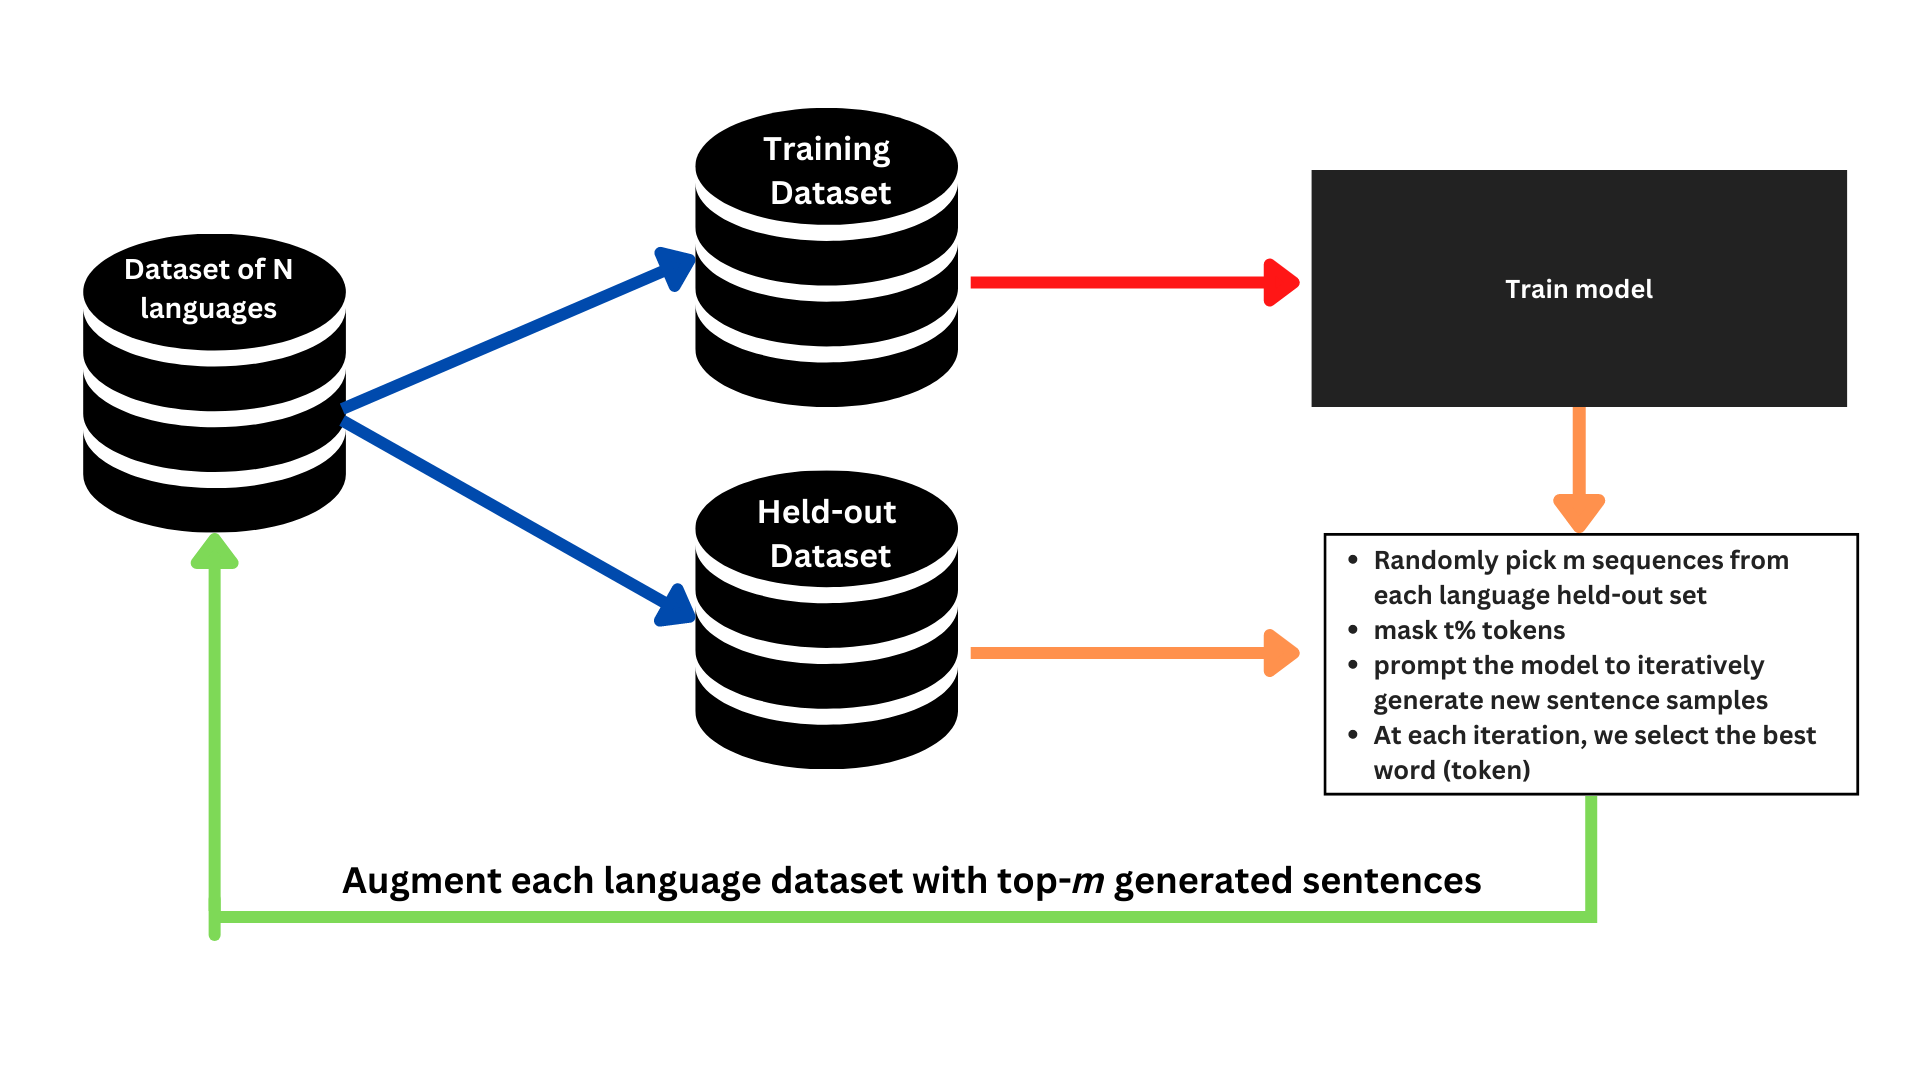 Training
Dataset
Dataset of N
languages
Train model
Held-out
Dataset
• Randomly pick m sequences from
each language held-out set
• mask t% tokens
• prompt the model to iteratively
generate new sentence samples
• At each iteration, we select the best
word (token)
Augment each language dataset with top-m generated sentences